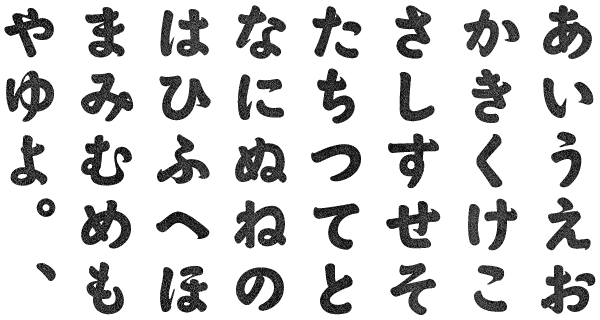 あいうえお
かきくけこ
さしすせそ
たちつてと
なにぬねの
はひふへほ
まみむめも
やゆよ。、